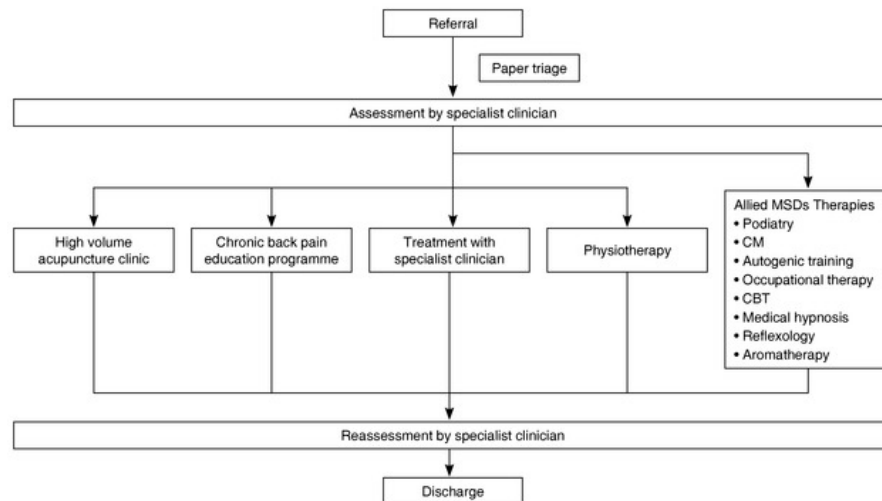 Referral
Paper triage
Assessment by specialist clinician
High volume
acupuncture clinic
Chronic back pain
education programme
Treatment with
specialist clinician
Physiotherapy
Allied MSDs Therapies
• Podiatry
• CM
• Autogenic training
• Occupational therapy
• CBT
• Medical hypnosis
• Reflexology
• Aromatherapy
Reassessment by specialist clinician
Discharge